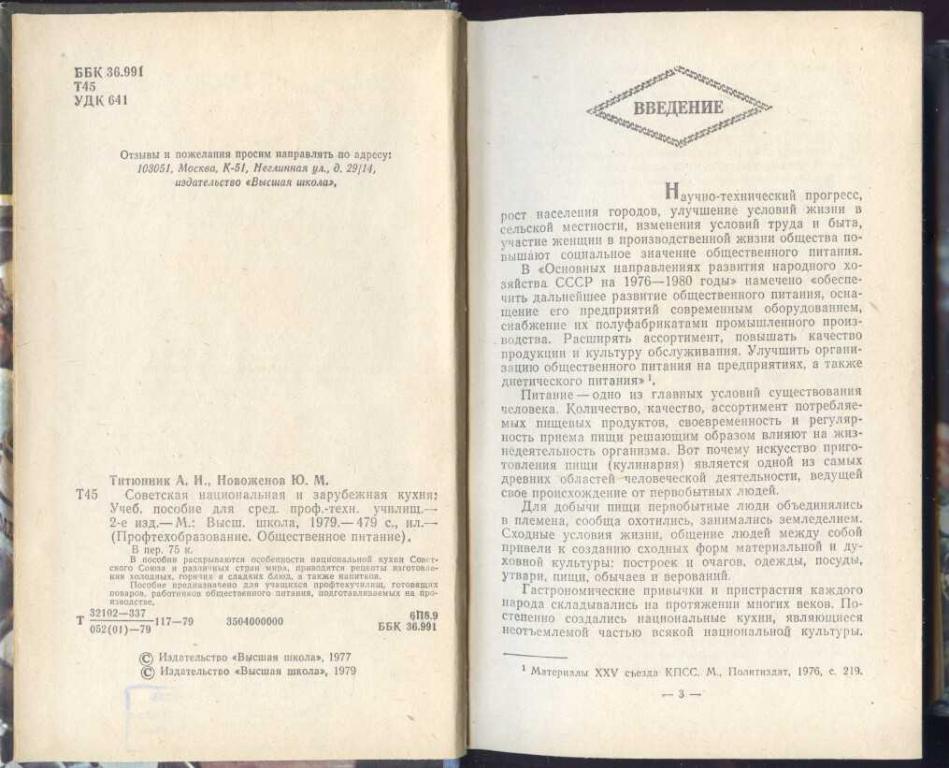 ББК 36.991
Т45
УДК 641
Отзывы и пожелания просим направлять по адресу:
103051, Москва, К-51, Неглинная ул., д. 29/14,
издательство «Высшая школа».
Титюнник А. И., Новоженов Ю. М.
Т45 Советская национальная и зарубежная кухня:
Учеб. пособие для сред. проф.-техн. училищ.—
2-е изд.— М.: Высш. школа, 1979.— 479 с., ил.—
(Профтехобразование. Общественное питание).
В пер. 75 к.
В пособии раскрываются особенности национальной кухни Совет-
ского Союза и различных стран мира, приводятся рецепты изготовле-
ния холодных, горячих и сладких блюд, а также напитков.
Пособие предназначено для учащихся профтехучилищ, готовящих
поваров, работников общественного питания, подготавливаемых на про-
изводстве.
Т 32102—337
052(01)—79 117—79 3504000000 6П8.9
ББК 36.991
© Издательство «Высшая школа», 1977
© Издательство «Высшая школа», 1979
ВВЕДЕНИЕ
Научно-технический прогресс,
рост населения городов, улучшение условий жизни в
сельской местности, изменения условий труда и быта,
участие женщин в производственной жизни общества по-
вышают социальное значение общественного питания.
В «Основных направлениях развития народного хо-
зяйства СССР на 1976—1980 годы» намечено «обеспе-
чить дальнейшее развитие общественного питания, осна-
щение его предприятий современным оборудованием,
снабжение их полуфабрикатами промышленного произ-
водства. Расширять ассортимент, повышать качество
продукции и культуру обслуживания. Улучшить органи-
зацию общественного питания на предприятиях, а также
диетического питания» ¹.
Питание — одно из главных условий существования
человека. Количество, качество, ассортимент потребляе-
мых пищевых продуктов, своевременность и регуляр-
ность приема пищи решающим образом влияют на жиз-
недеятельность организма. Вот почему искусство приго-
товления пищи (кулинария) является одной из самых
древних областей человеческой деятельности, ведущей
свое происхождение от первобытных людей.
Для добычи пищи первобытные люди объединялись
в племена, сообща охотились, занимались земледелием.
Сходные условия жизни, общение людей между собой
привели к созданию сходных форм материальной и ду-
ховной культуры: построек и очагов, одежды, посуды,
утвари, пищи, обычаев и верований.
Гастрономические привычки и пристрастия каждого
народа складывались на протяжении многих веков. По-
степенно создались национальные кухни, являющиеся
неотъемлемой частью всякой национальной культуры.
¹ Материалы XXV съезда КПСС. М., Политиздат, 1976, с. 219.
— 3 —